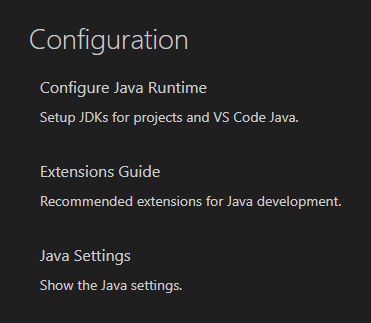 Configuration
Configure Java Runtime
Setup JDKs for projects and VS Code Java.
Extensions Guide
Recommended extensions for Java development.
Java Settings
Show the Java settings.